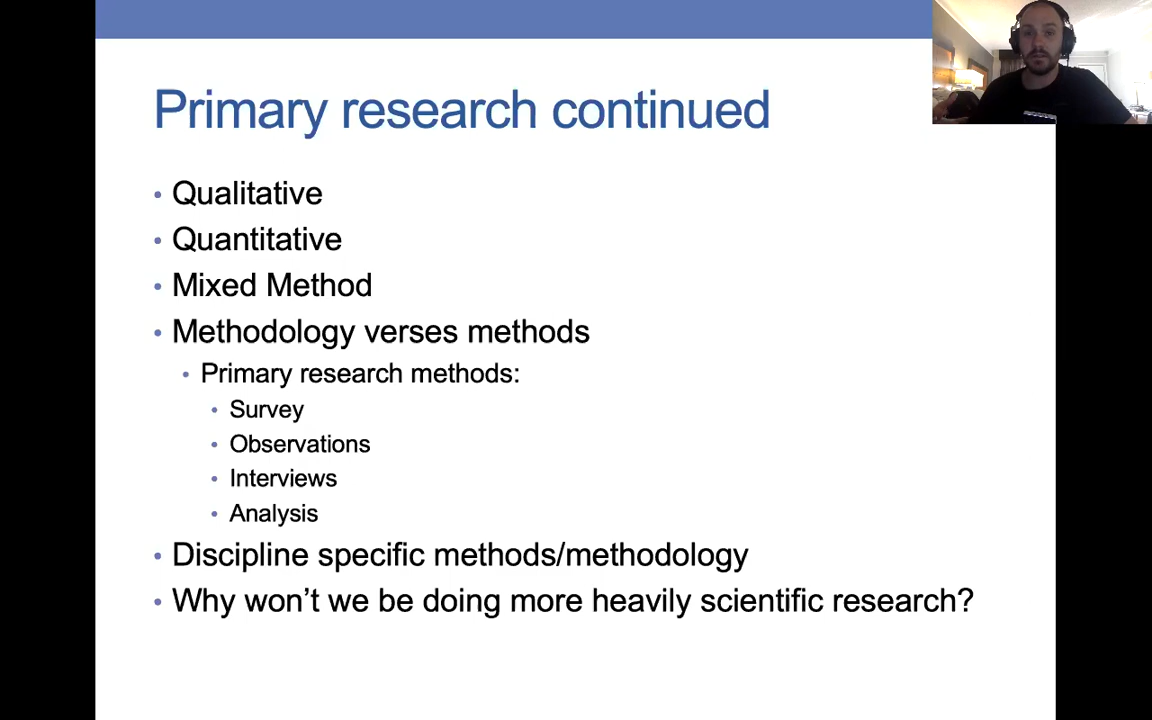 Primary research continued
• Qualitative
• Quantitative
• Mixed Method
• Methodology verses methods
• Primary research methods:
• Survey
• Observations
• Interviews
• Analysis
• Discipline specific methods/methodology
• Why won’t we be doing more heavily scientific research?